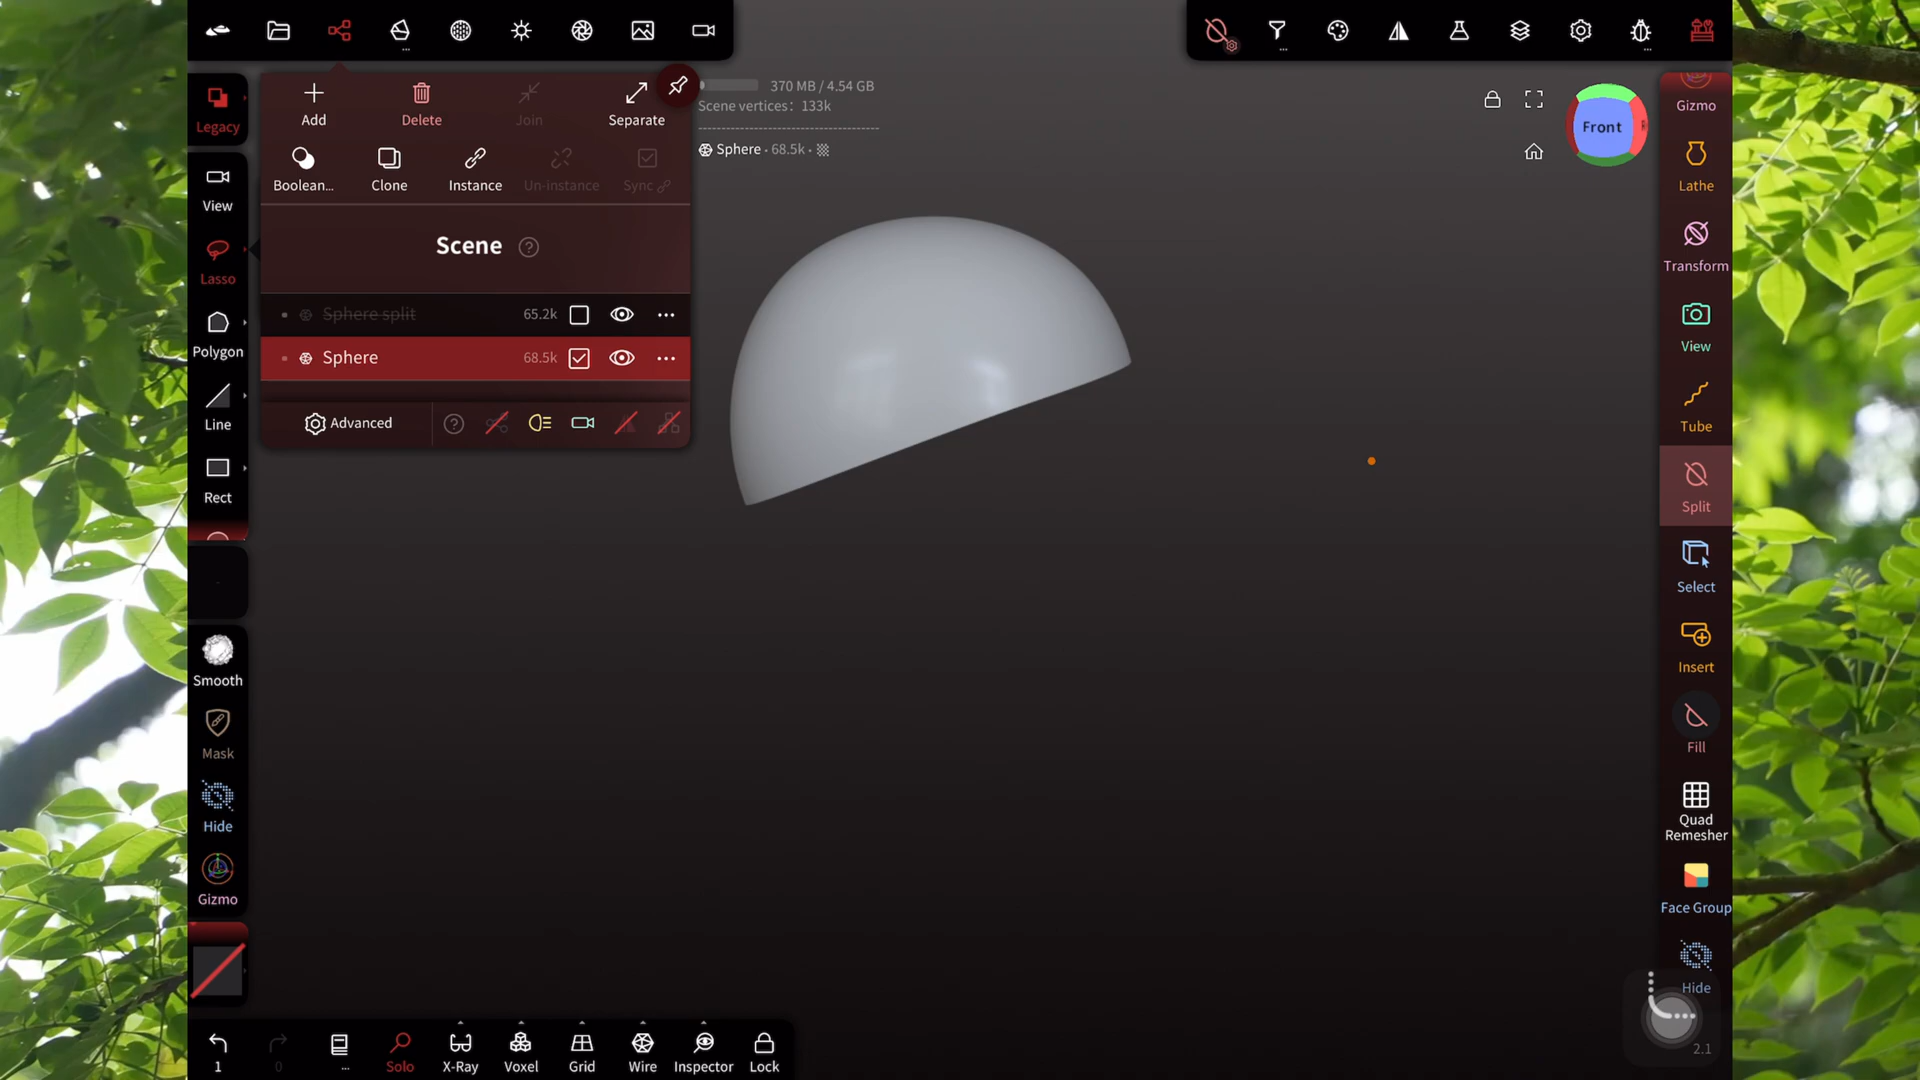 370 MB / 4.54 GB
Scene vertices: 133k
Sphere · 68.5k ·
Front
Add
Delete
Join
Separate
Boolean...
Clone
Instance
Un-instance
Sync
Scene ?
Sphere split 65.2k
Sphere 68.5k
Advanced ?
Legacy
View
Lasso
Polygon
Line
Rect
Smooth
Mask
Hide
Gizmo
Gizmo
Lathe
Transform
View
Tube
Split
Select
Insert
Fill
Quad
Remesher
Face Group
Hide
2.1
1
0
...
Solo
X-Ray
Voxel
Grid
Wire
Inspector
Lock